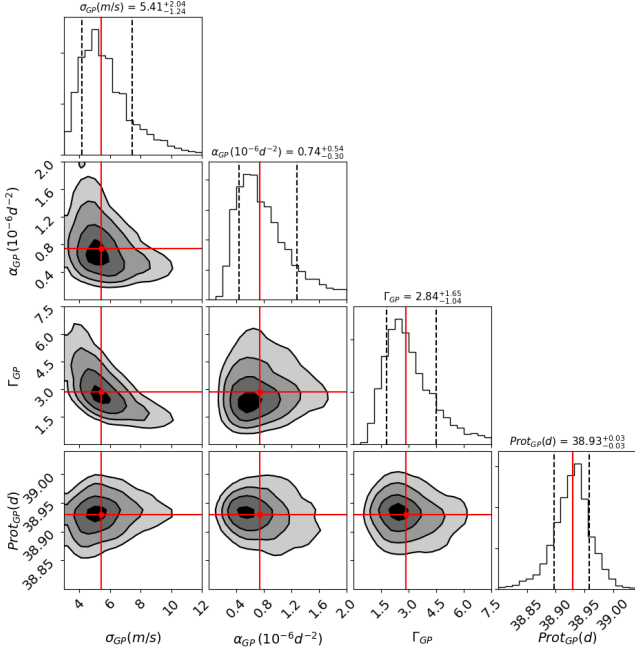 σ_GP(m/s) = 5.41^{+2.04}_{-1.24}
α_GP (10^{-6}d^{-2}) = 0.74^{+0.54}_{-0.30}
Γ_GP = 2.84^{+1.65}_{-1.04}
Prot_GP(d) = 38.93^{+0.03}_{-0.03}
α_GP (10^{-6}d^{-2})
2.0
1.6
1.2
0.8
0.4
Γ_GP
7.5
6.0
4.5
3.0
1.5
Prot_GP(d)
39.00
38.95
38.90
38.85
4 6 8 10 12
σ_GP(m/s)
0.4 0.8 1.2 1.6 2.0
α_GP (10^{-6}d^{-2})
1.5 3.0 4.5 6.0 7.5
Γ_GP
38.85 38.90 38.95 39.00
Prot_GP(d)